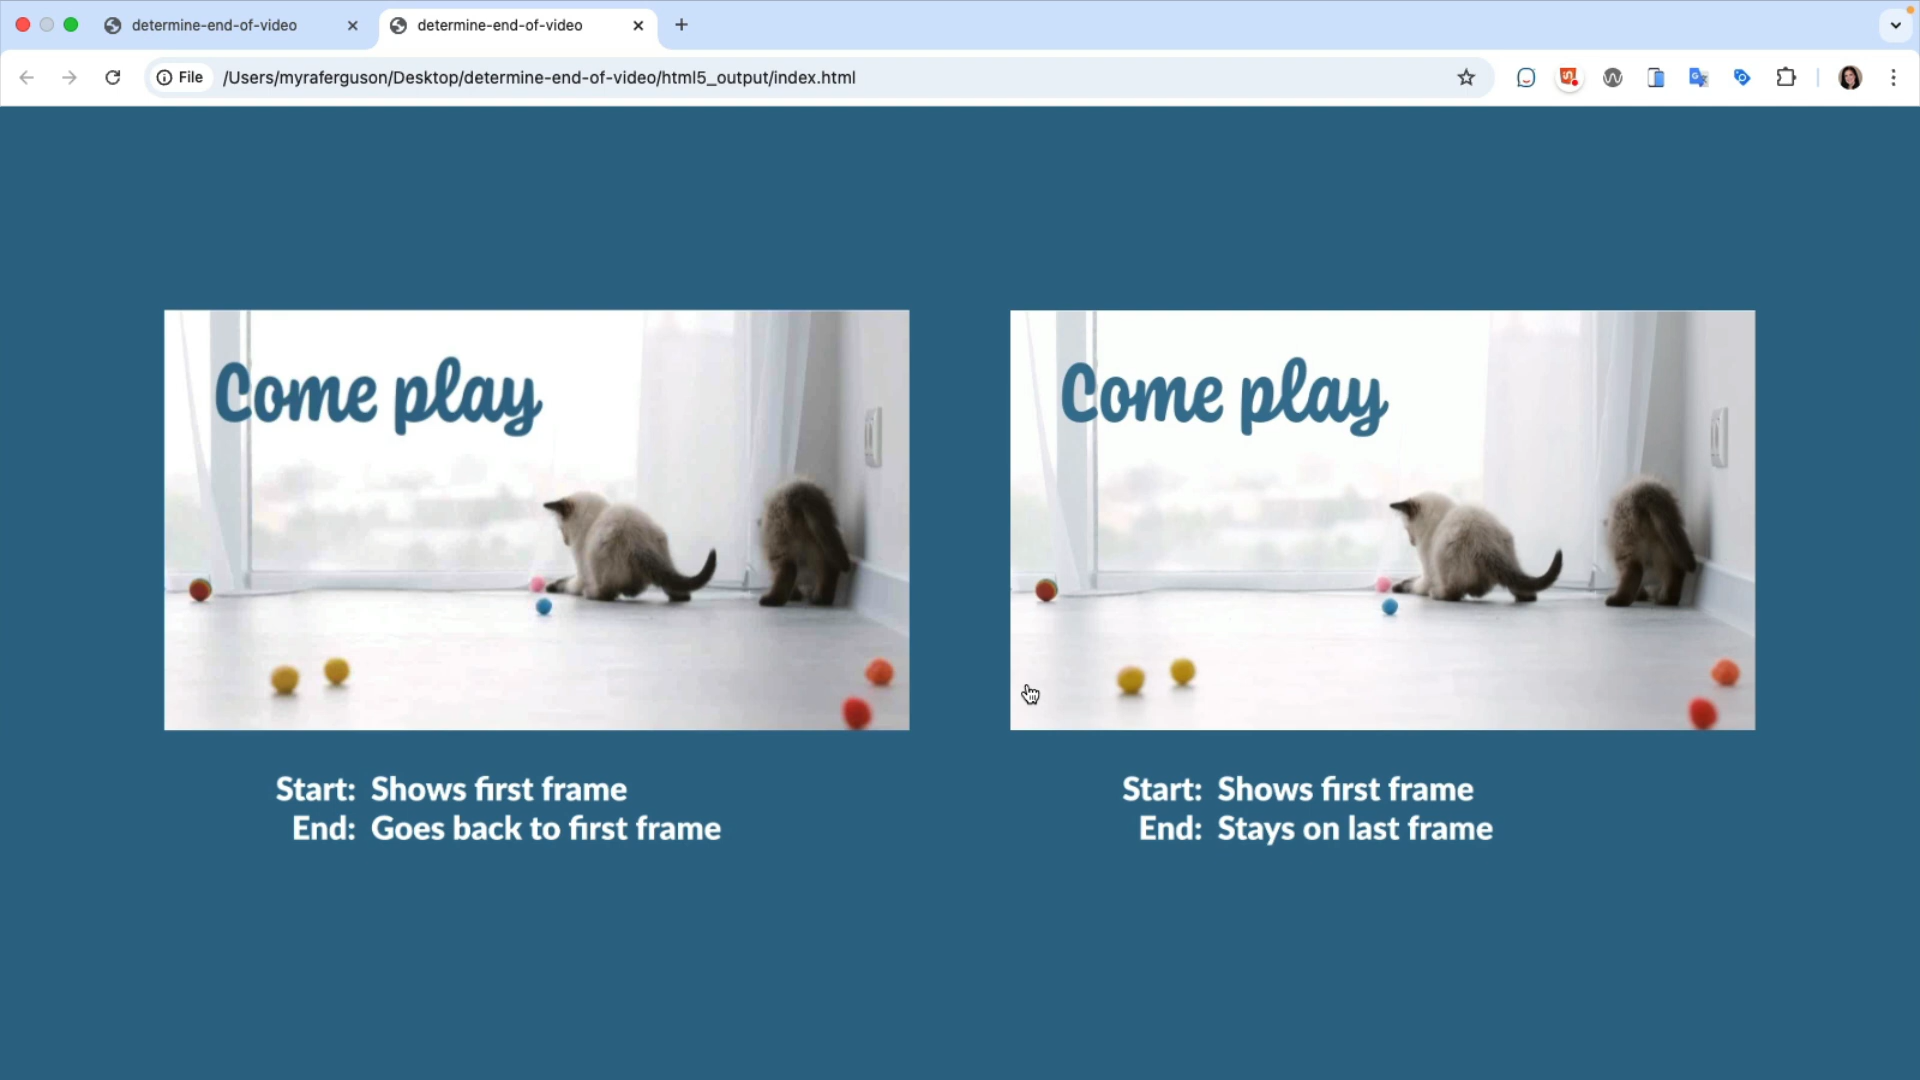 determine-end-of-video
determine-end-of-video
File
/Users/myraferguson/Desktop/determine-end-of-video/html5_output/index.html
Come play
Come play
Start: Shows first frame
End: Goes back to first frame
Start: Shows first frame
End: Stays on last frame